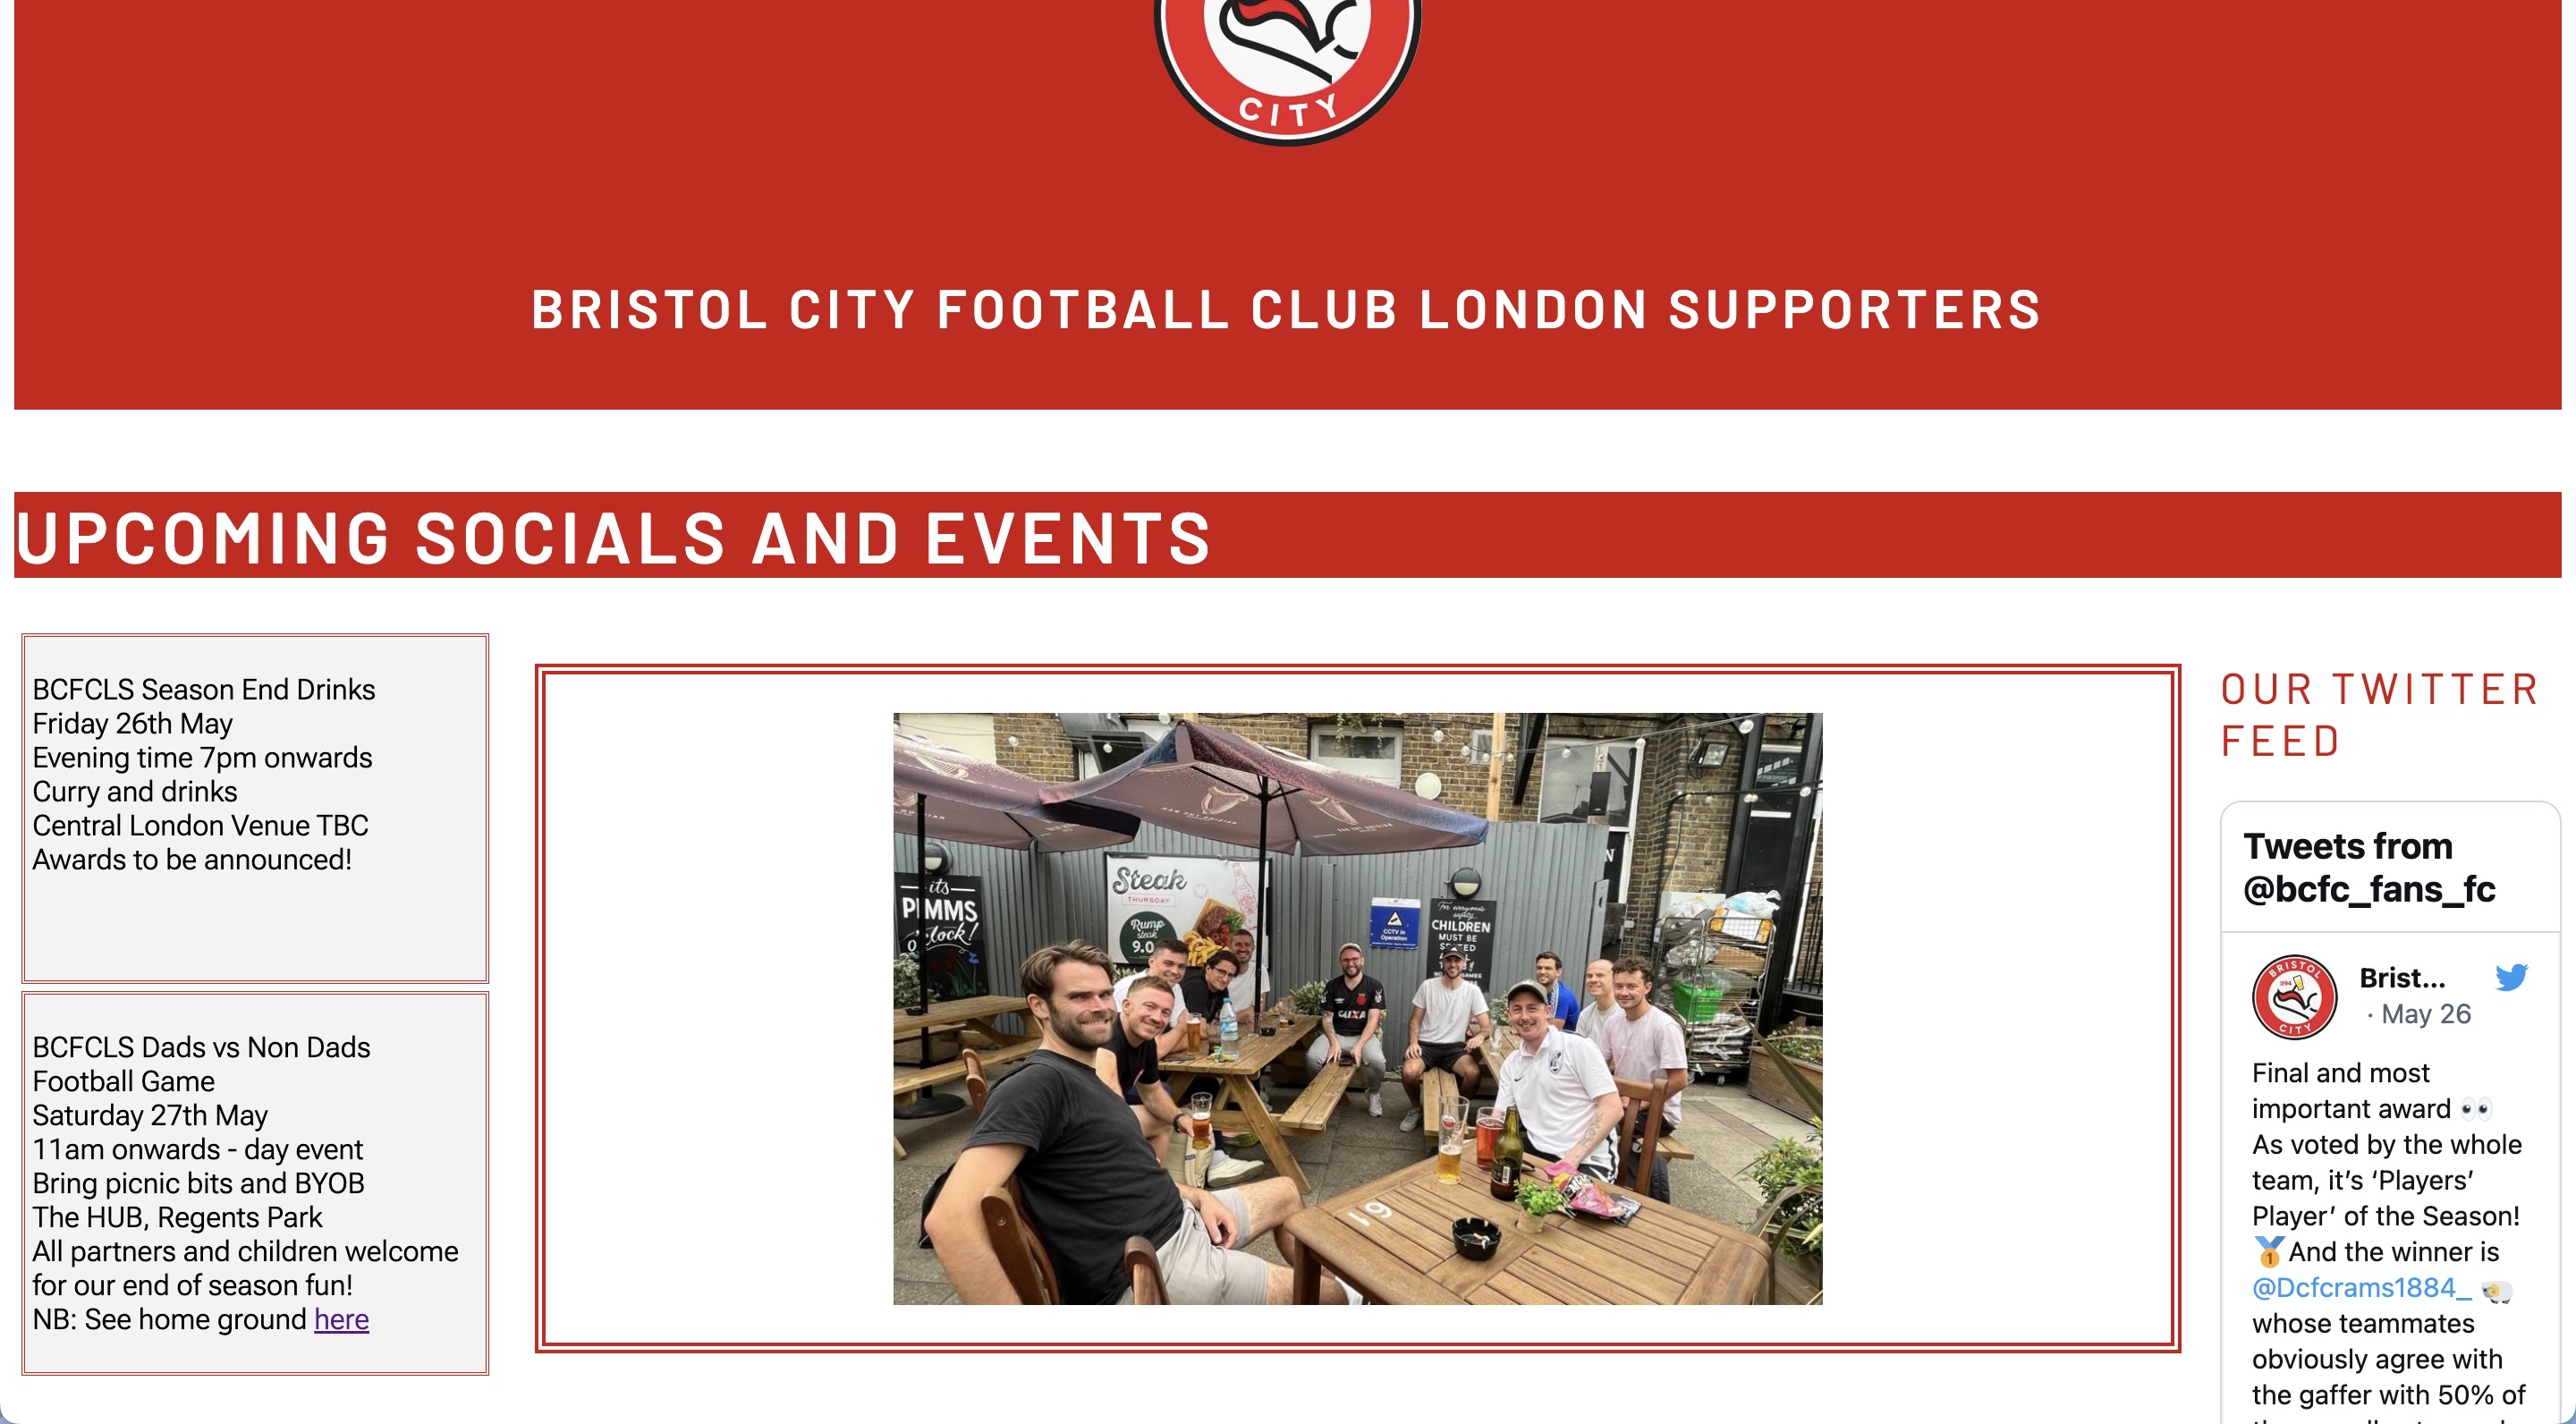 CITY
BRISTOL CITY FOOTBALL CLUB LONDON SUPPORTERS
UPCOMING SOCIALS AND EVENTS
BCFCLS Season End Drinks
Friday 26th May
Evening time 7pm onwards
Curry and drinks
Central London Venue TBC
Awards to be announced!
BCFCLS Dads vs Non Dads
Football Game
Saturday 27th May
11am onwards - day event
Bring picnic bits and BYOB
The HUB, Regents Park
All partners and children welcome
for our end of season fun!
NB: See home ground here
its
PIMMS
o'clock!
Steak
THURSDAY
Rump
steak
9.0
CCTV in
Operation
For everyone's
safety
CHILDREN
MUST BE
CAIXA
19
OUR TWITTER
FEED
Tweets from
@bcfc_fans_fc
BRISTOL
1894
CITY
Brist...
· May 26
Final and most
important award 👀
As voted by the whole
team, it’s ‘Players’
Player’ of the Season!
🥇And the winner is
@Dcfcrams1884_ 🐏
whose teammates
obviously agree with
the gaffer with 50% of